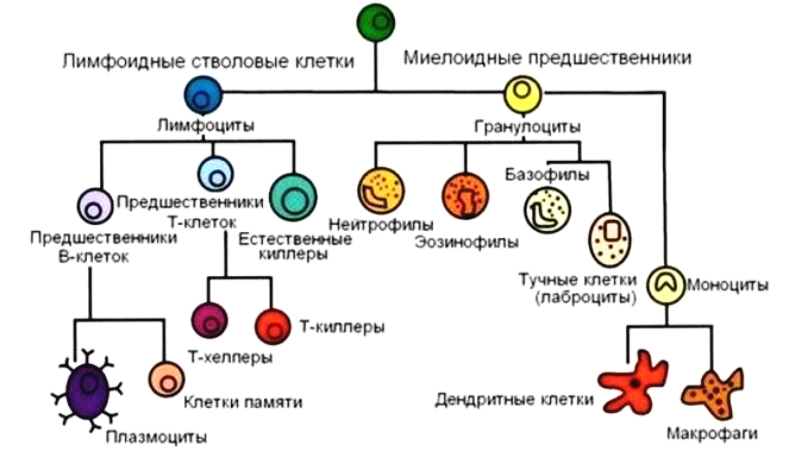 Лимфоидные стволовые клетки
Миелоидные предшественники
Лимфоциты
Гранулоциты
Предшественники
Т-клеток
Предшественники
В-клеток
Естественные
киллеры
Нейтрофилы
Эозинофилы
Базофилы
Тучные клетки
(лаброциты)
Моноциты
Т-хелперы
Т-киллеры
Клетки памяти
Плазмоциты
Дендритные клетки
Макрофаги